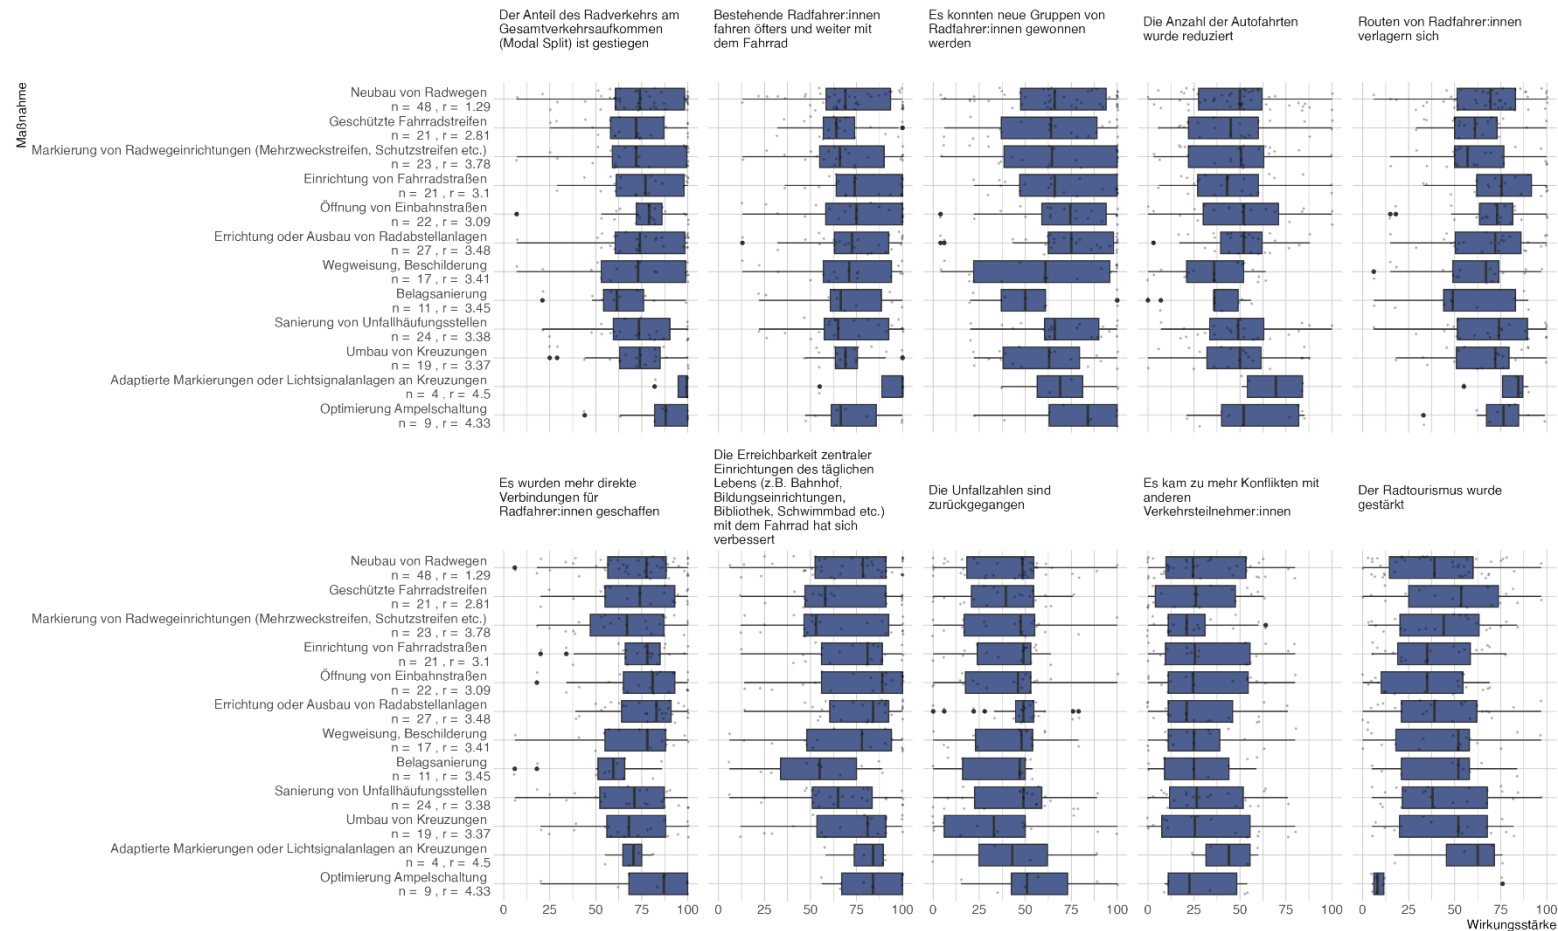 Der Anteil des Radverkehrs am
Gesamtverkehrsaufkommen
(Modal Split) ist gestiegen
Bestehende Radfahrer:innen
fahren öfters und weiter mit
dem Fahrrad
Es konnten neue Gruppen von
Radfahrer:innen gewonnen
werden
Die Anzahl der Autofahrten
wurde reduziert
Routen von Radfahrer:innen
verlagern sich
Maßnahme
Neubau von Radwegen
n = 48 , r = 1.29
Geschützte Fahrradstreifen
n = 21 , r = 2.81
Markierung von Radwegeinrichtungen (Mehrzweckstreifen, Schutzstreifen etc.)
n = 23 , r = 3.78
Einrichtung von Fahrradstraßen
n = 21 , r = 3.1
Öffnung von Einbahnstraßen
n = 22 , r = 3.09
Errichtung oder Ausbau von Radabstellanlagen
n = 27 , r = 3.48
Wegweisung, Beschilderung
n = 17 , r = 3.41
Belagsanierung
n = 11 , r = 3.45
Sanierung von Unfallhäufungsstellen
n = 24 , r = 3.38
Umbau von Kreuzungen
n = 19 , r = 3.37
Adaptierte Markierungen oder Lichtsignalanlagen an Kreuzungen
n = 4 , r = 4.5
Optimierung Ampelschaltung
n = 9 , r = 4.33
Es wurden mehr direkte
Verbindungen für
Radfahrer:innen geschaffen
Die Erreichbarkeit zentraler
Einrichtungen des täglichen
Lebens (z.B. Bahnhof,
Bildungseinrichtungen,
Bibliothek, Schwimmbad etc.)
mit dem Fahrrad hat sich
verbessert
Die Unfallzahlen sind
zurückgegangen
Es kam zu mehr Konflikten mit
anderen
Verkehrsteilnehmer:innen
Der Radtourismus wurde
gestärkt
Neubau von Radwegen
n = 48 , r = 1.29
Geschützte Fahrradstreifen
n = 21 , r = 2.81
Markierung von Radwegeinrichtungen (Mehrzweckstreifen, Schutzstreifen etc.)
n = 23 , r = 3.78
Einrichtung von Fahrradstraßen
n = 21 , r = 3.1
Öffnung von Einbahnstraßen
n = 22 , r = 3.09
Errichtung oder Ausbau von Radabstellanlagen
n = 27 , r = 3.48
Wegweisung, Beschilderung
n = 17 , r = 3.41
Belagsanierung
n = 11 , r = 3.45
Sanierung von Unfallhäufungsstellen
n = 24 , r = 3.38
Umbau von Kreuzungen
n = 19 , r = 3.37
Adaptierte Markierungen oder Lichtsignalanlagen an Kreuzungen
n = 4 , r = 4.5
Optimierung Ampelschaltung
n = 9 , r = 4.33
0 25 50 75 100 0 25 50 75 100 0 25 50 75 100 0 25 50 75 100 0 25 50 75 100
Wirkungsstärke